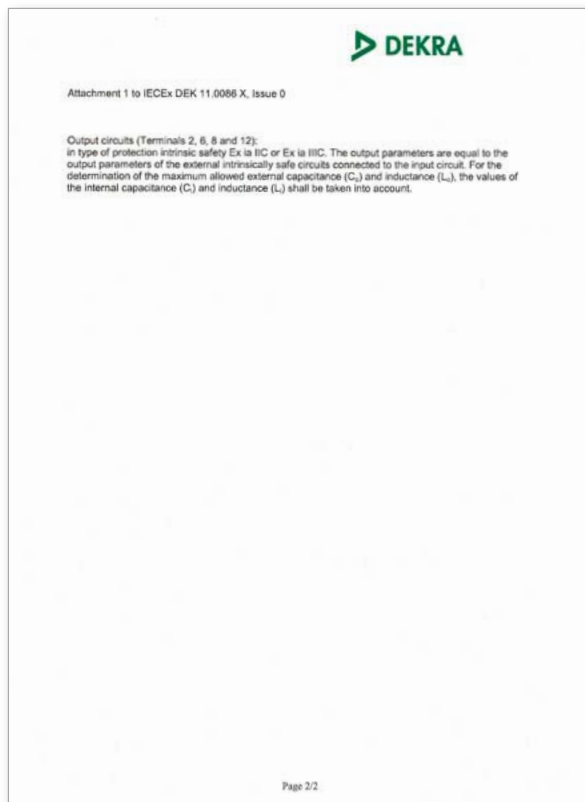 DEKRA
Attachment 1 to IECEx DEK 11.0086 X, Issue 0
Output circuits (Terminals 2, 6, 8 and 12):
in type of protection intrinsic safety Ex ia IIC or Ex ia IIIC. The output parameters are equal to the
output parameters of the external intrinsically safe circuits connected to the input circuit. For the
determination of the maximum allowed external capacitance (Co) and inductance (Lo), the values of
the internal capacitance (Ci) and inductance (Li) shall be taken into account.
Page 2/2